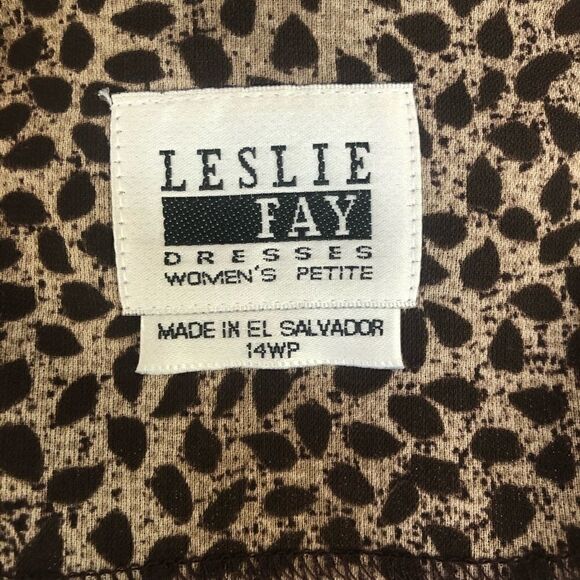 LESLIE
FAY
DRESSES
WOMEN'S PETITE
MADE IN EL SALVADOR
14WP